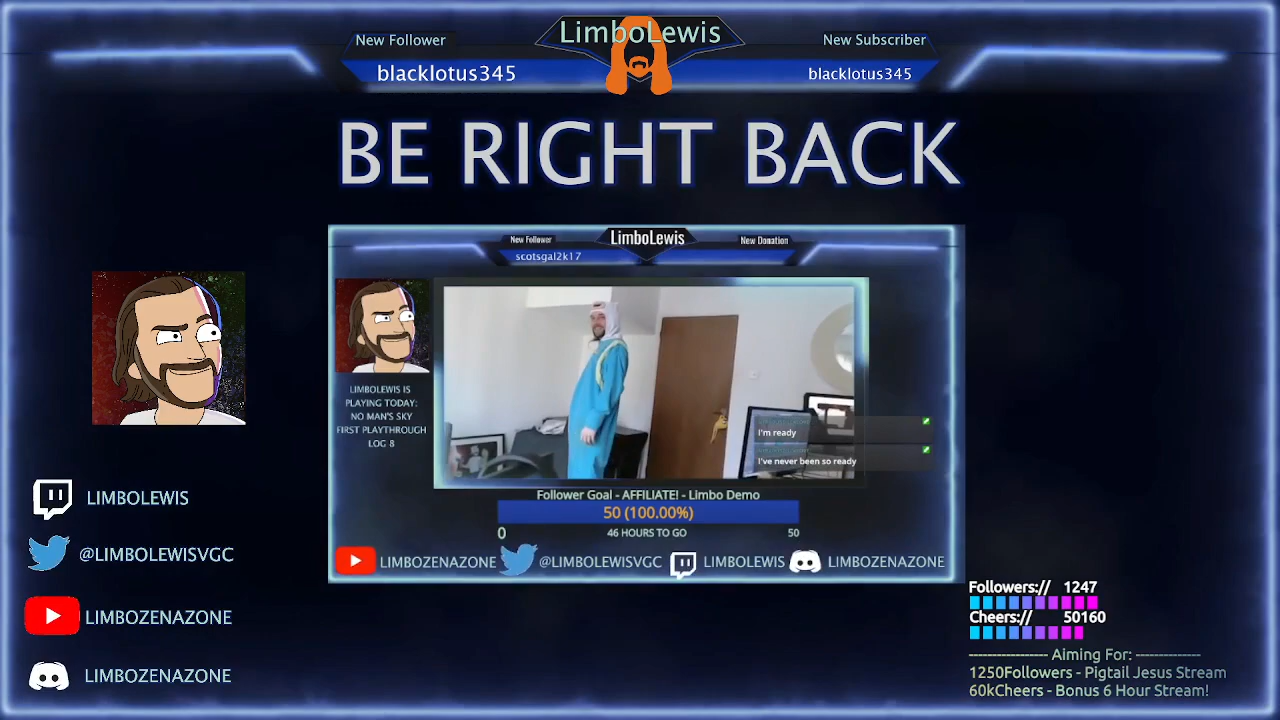 LimboLewis
New Follower
New Subscriber
blacklotus345
blacklotus345
BE RIGHT BACK
New Follower
LimboLewis
New Donation
scotsgal2k17
LIMBOLEWIS IS
PLAYING TODAY:
NO MAN'S SKY
FIRST PLAYTHROUGH
LOG 8
I'm ready
I've never been so ready
Follower Goal - AFFILIATE! - Limbo Demo
50 (100.00%)
0
46 HOURS TO GO
50
LIMBOZENAZONE
@LIMBOLEWISVGC
LIMBOLEWIS
LIMBOZENAZONE
LIMBOLEWIS
@LIMBOLEWISVGC
LIMBOZENAZONE
LIMBOZENAZONE
Followers:// 1247
Cheers:// 50160
---------------- Aiming For: -------------
1250Followers - Pigtail Jesus Stream
60kCheers - Bonus 6 Hour Stream!